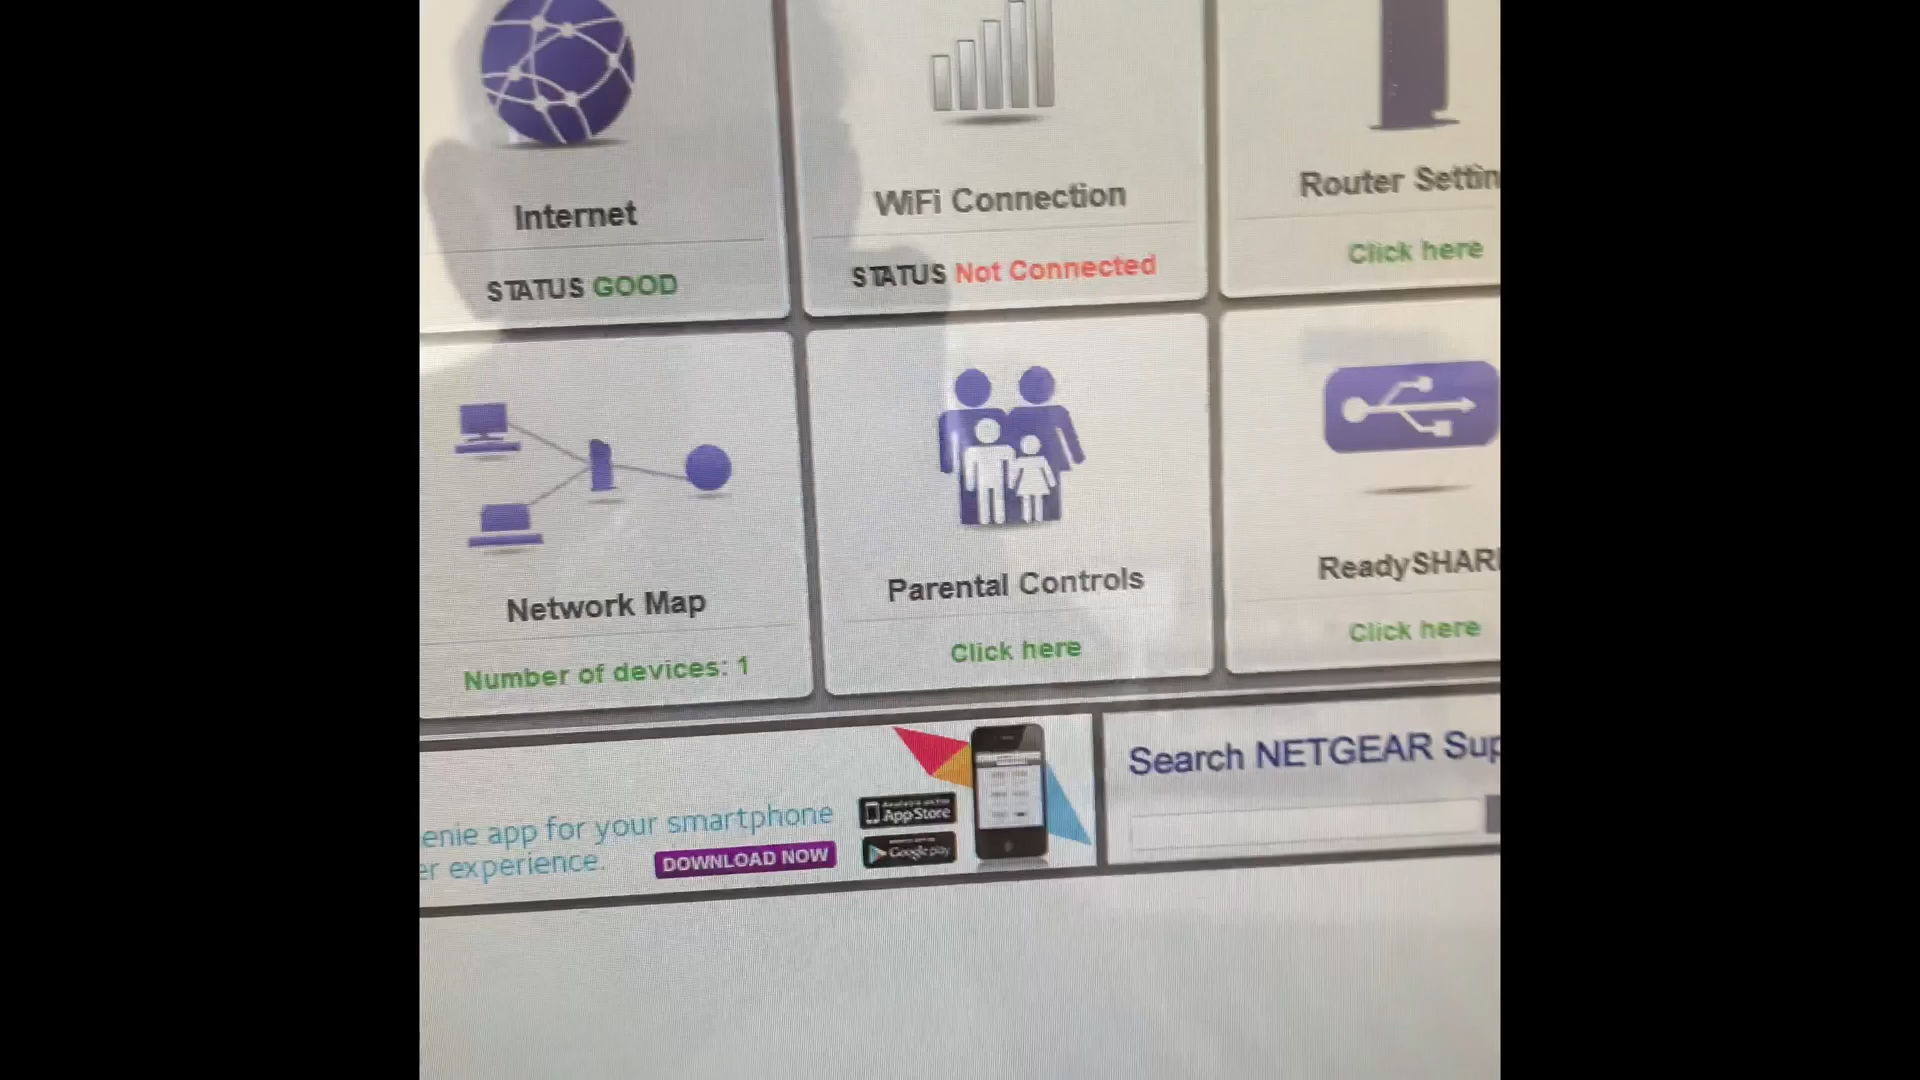 Internet
STATUS GOOD
WiFi Connection
STATUS Not Connected
Router Settin
Click here
Network Map
Number of devices: 1
Parental Controls
Click here
ReadySHAR
Click here
enie app for your smartphone
er experience.
DOWNLOAD NOW
App Store
Google play
Search NETGEAR Sup